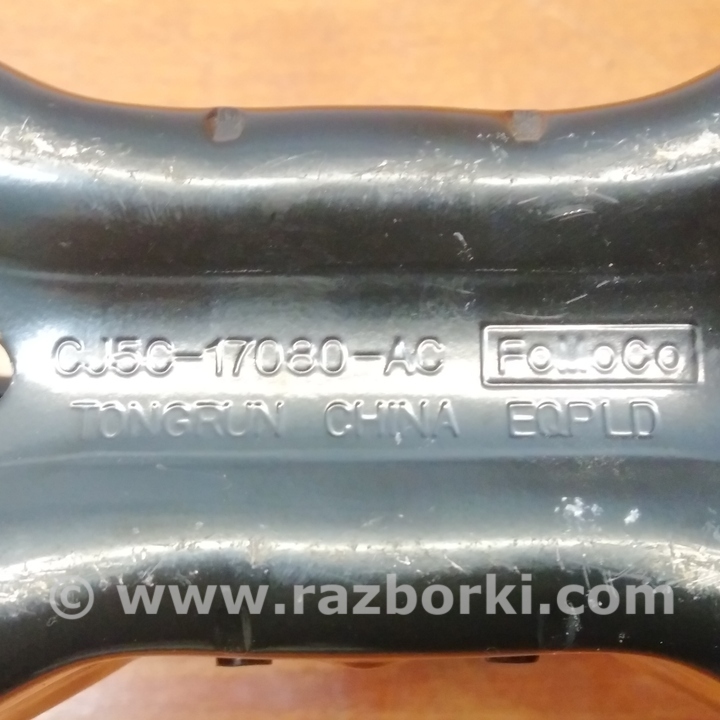 CJ5C-17080-AC FoMoCo
TONGRUN CHINA EQPLD
© www.razborki.com